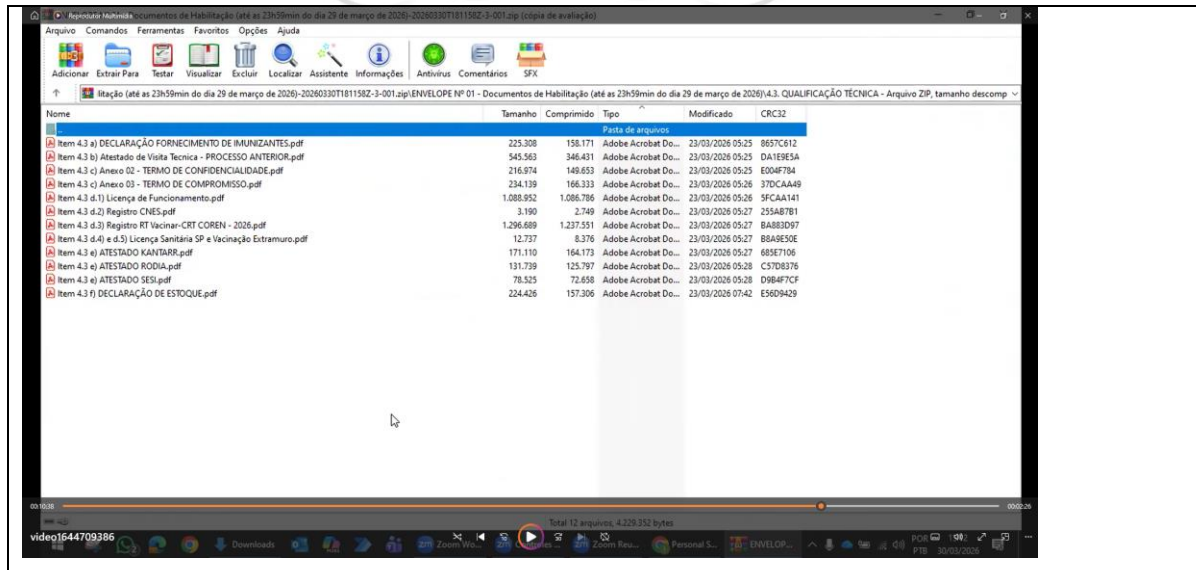 Reprodutor Multimídia
ocumentos de Habilitação (até as 23h59min do dia 29 de março de 2026)-20260330T181158Z-3-001.zip (cópia de avaliação)
Arquivo Comandos Ferramentas Favoritos Opções Ajuda
Adicionar Extrair Para Testar Visualizar Excluir Localizar Assistente Informações Antivírus Comentários SFX
litação (até as 23h59min do dia 29 de março de 2026)-20260330T181158Z-3-001.zip\ENVELOPE Nº 01 - Documentos de Habilitação (até as 23h59min do dia 29 de março de 2026)\4.3. QUALIFICAÇÃO TÉCNICA - Arquivo ZIP, tamanho descomp
Nome Tamanho Comprimido Tipo Modificado CRC32
.. Pasta de arquivos
Item 4.3 a) DECLARAÇÃO FORNECIMENTO DE IMUNIZANTES.pdf 225.308 158.171 Adobe Acrobat Do... 23/03/2026 05:25 8657C612
Item 4.3 b) Atestado de Visita Tecnica - PROCESSO ANTERIOR.pdf 545.563 346.431 Adobe Acrobat Do... 23/03/2026 05:25 DA1E9E5A
Item 4.3 c) Anexo 02 - TERMO DE CONFIDENCIALIDADE.pdf 216.974 149.653 Adobe Acrobat Do... 23/03/2026 05:25 E004F784
Item 4.3 c) Anexo 03 - TERMO DE COMPROMISSO.pdf 234.139 166.333 Adobe Acrobat Do... 23/03/2026 05:26 37DCAA49
Item 4.3 d.1) Licença de Funcionamento.pdf 1.088.952 1.086.786 Adobe Acrobat Do... 23/03/2026 05:26 5FCAA141
Item 4.3 d.2) Registro CNES.pdf 3.190 2.749 Adobe Acrobat Do... 23/03/2026 05:27 255AB7B1
Item 4.3 d.3) Registro RT Vacinar-CRT COREN - 2026.pdf 1.296.689 1.237.551 Adobe Acrobat Do... 23/03/2026 05:27 BA883D97
Item 4.3 d.4) e d.5) Licença Sanitária SP e Vacinação Extramuro.pdf 12.737 8.376 Adobe Acrobat Do... 23/03/2026 05:27 B8A9E50E
Item 4.3 e) ATESTADO KANTARR.pdf 171.110 164.173 Adobe Acrobat Do... 23/03/2026 05:27 685E7106
Item 4.3 e) ATESTADO RODIA.pdf 131.739 125.797 Adobe Acrobat Do... 23/03/2026 05:28 C57D8376
Item 4.3 e) ATESTADO SESI.pdf 78.525 72.658 Adobe Acrobat Do... 23/03/2026 05:28 D9B4F7CF
Item 4.3 f) DECLARAÇÃO DE ESTOQUE.pdf 224.426 157.306 Adobe Acrobat Do... 23/03/2026 07:42 E56D9429
00:10:38 00:02:26
Total 12 arquivos, 4.229.352 bytes
video1644709386
Downloads Zoom Wo... Zoom Reu... Personal S... ENVELOP... POR
PTB 30/03/2026